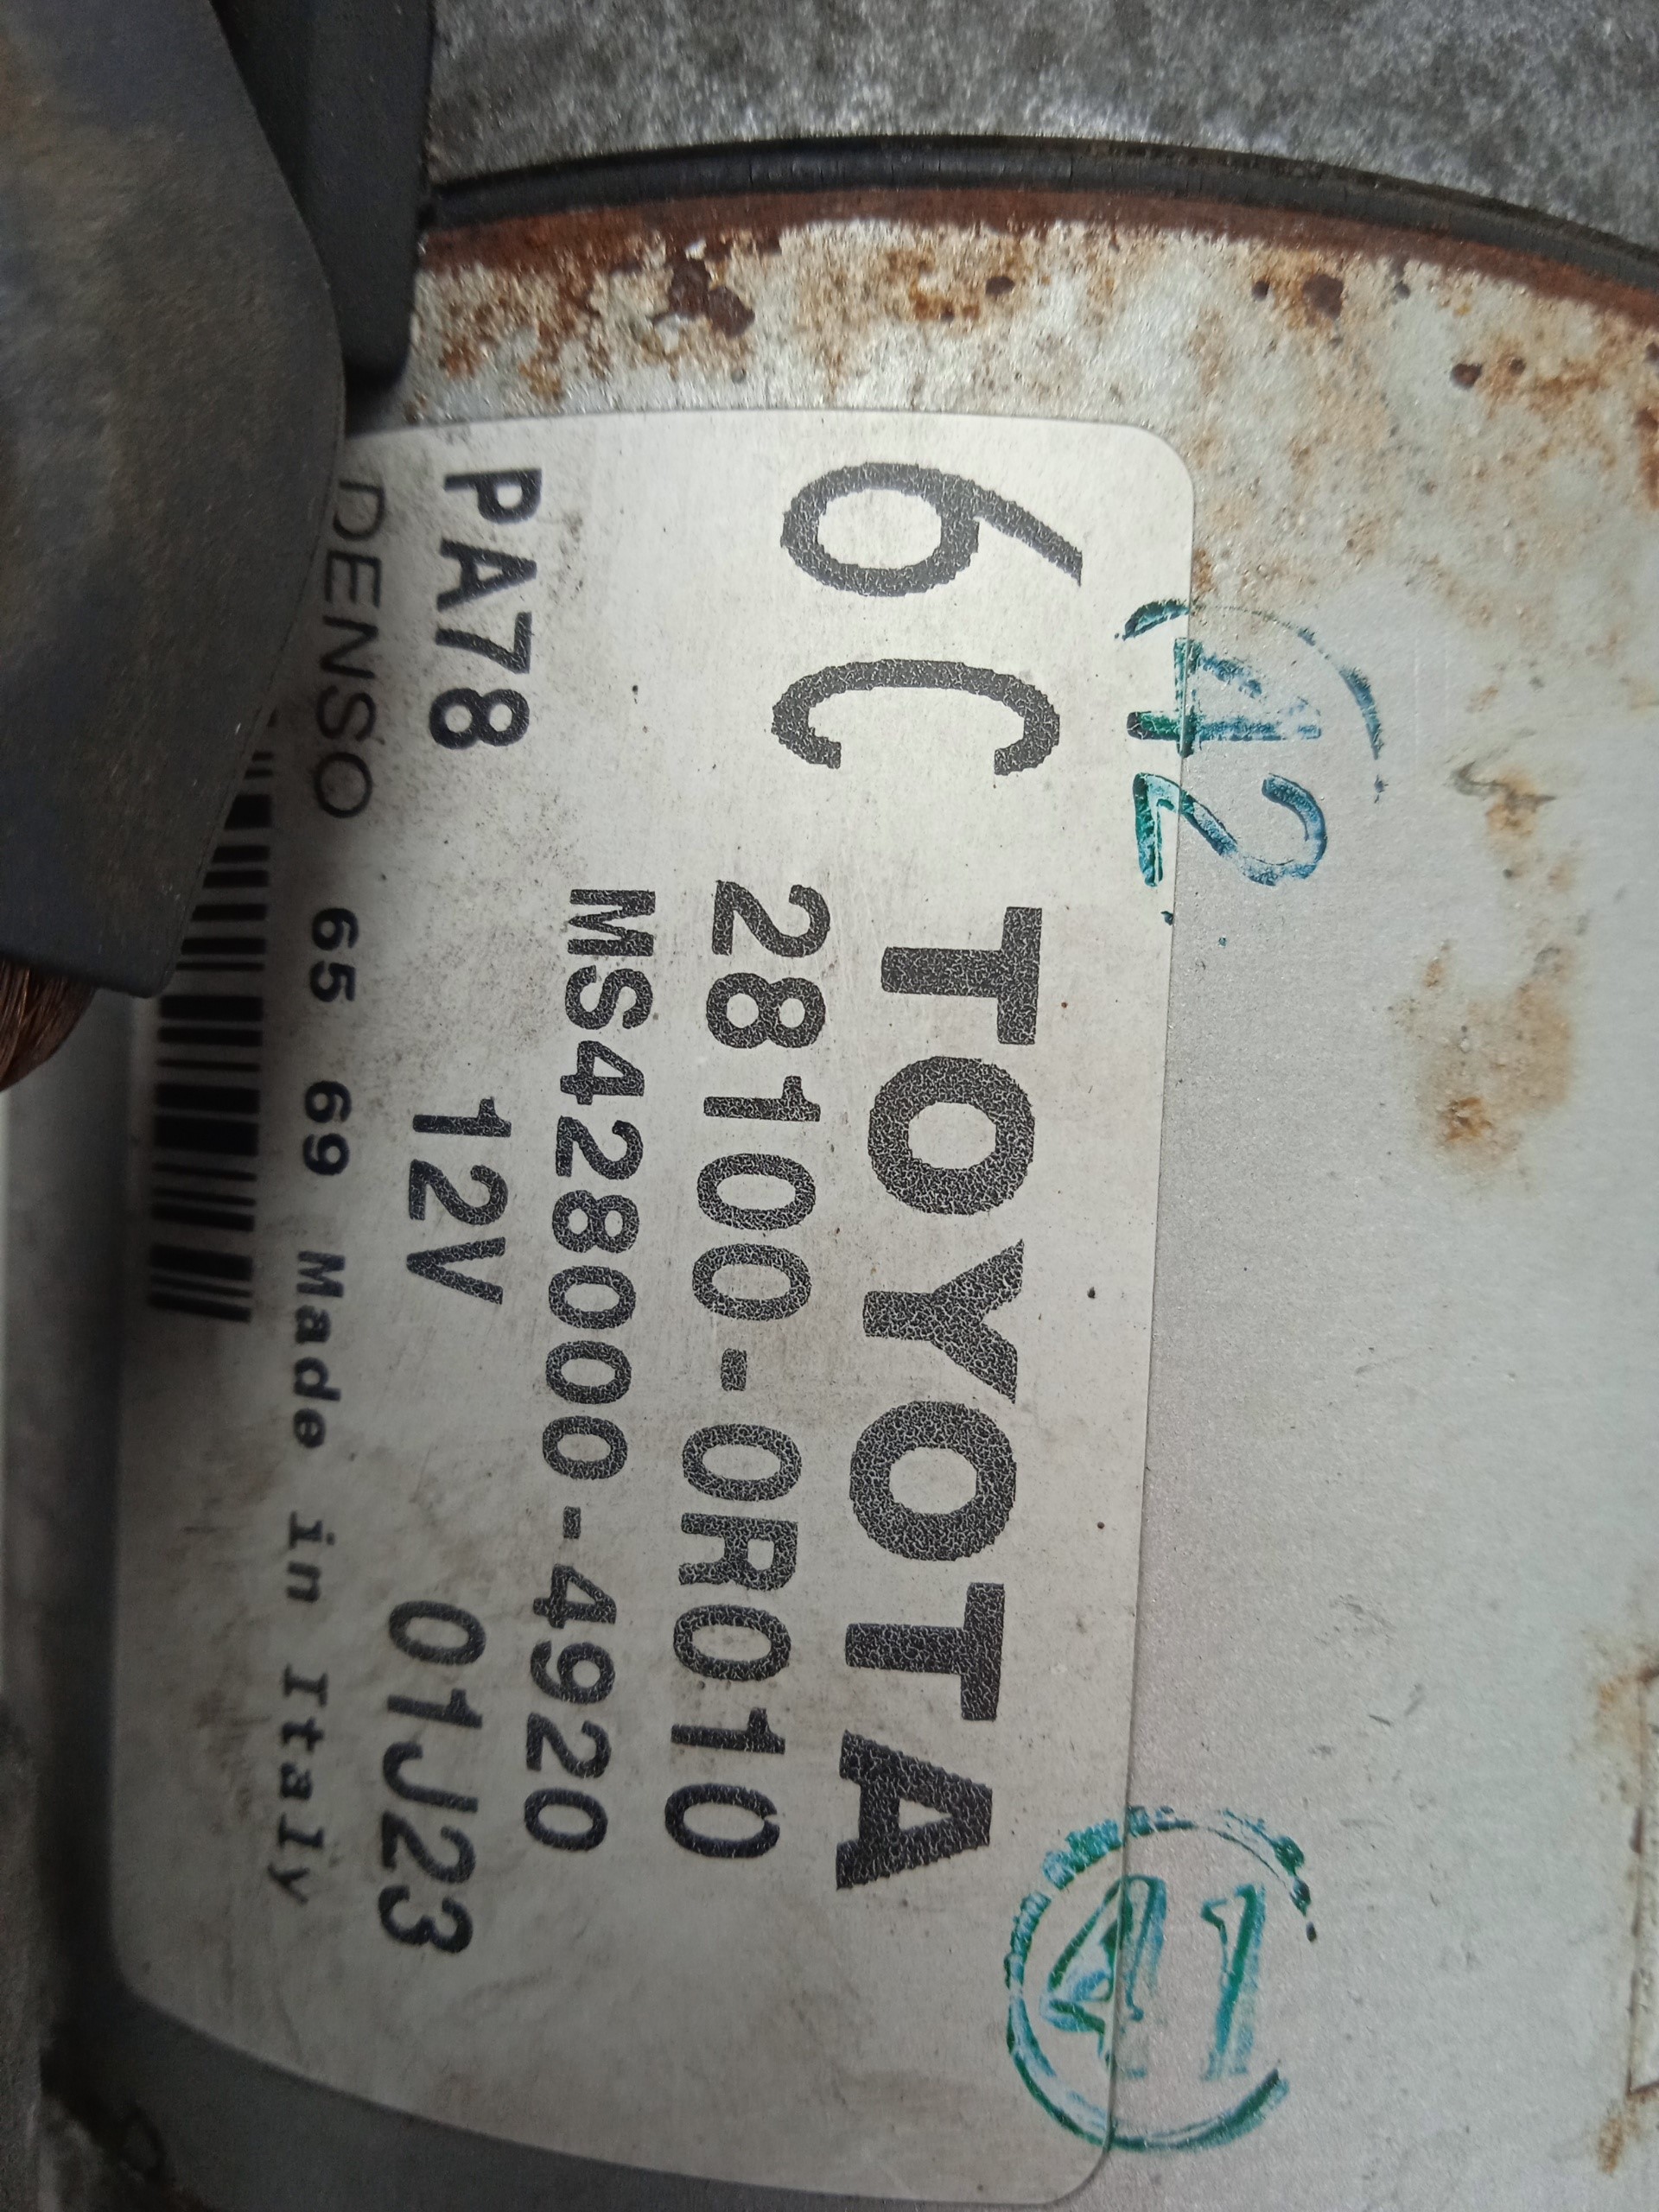 42
41
6C TOYOTA
28100-0R010
MS428000-4920
PA78 12V 01J23
DENSO 65 69 Made in Italy